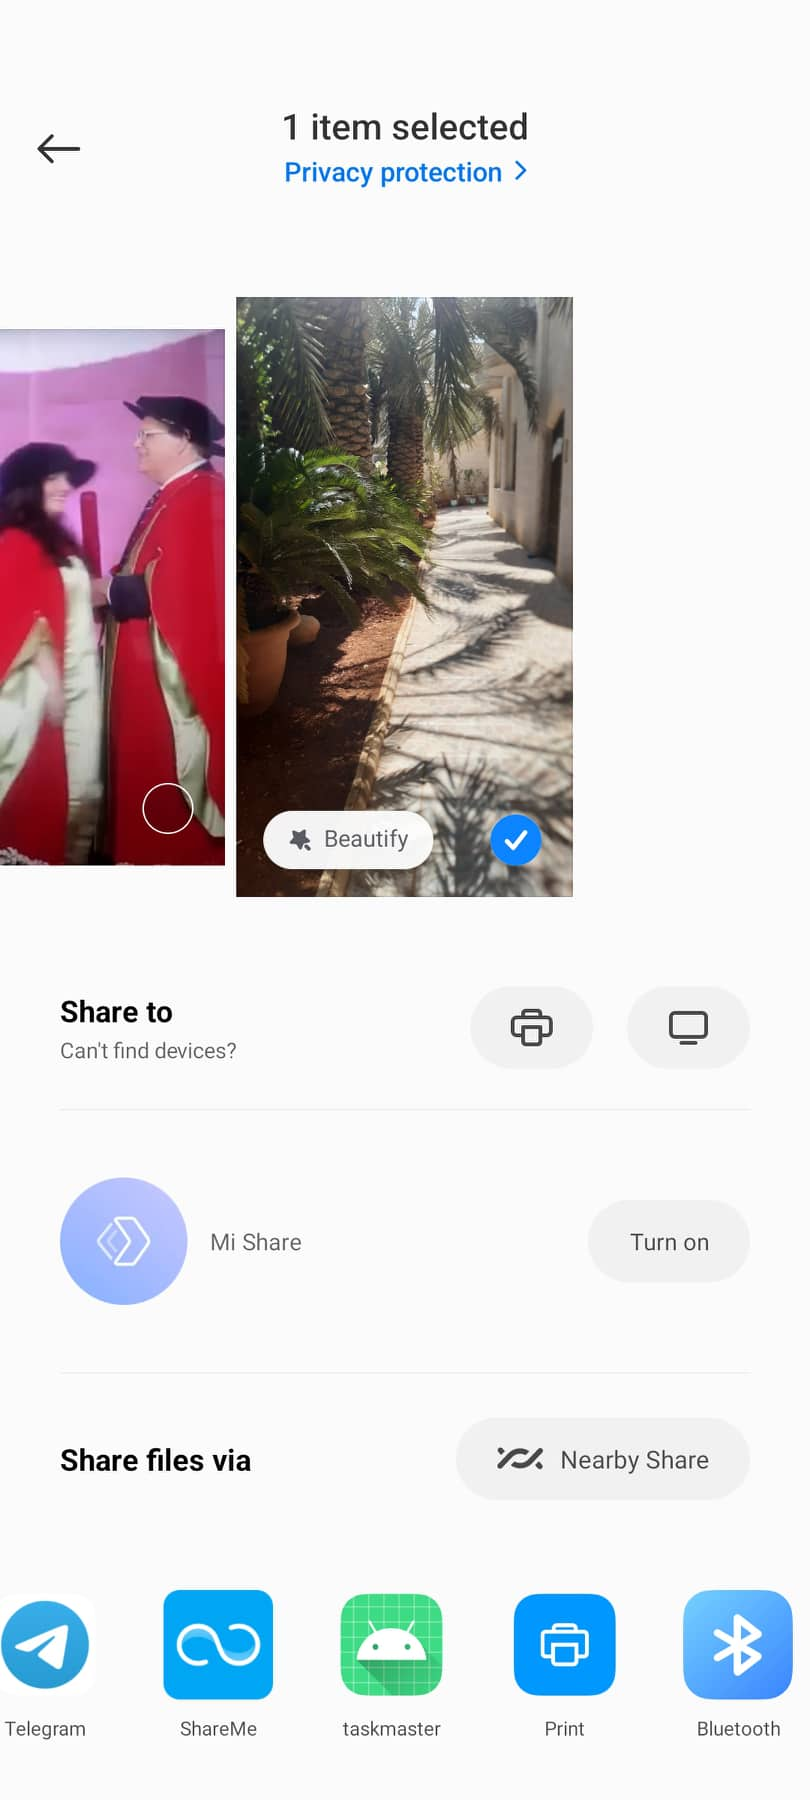 1 item selected
Privacy protection
Beautify
Share to
Can't find devices?
Mi Share
Turn on
Share files via
Nearby Share
Telegram
ShareMe
taskmaster
Print
Bluetooth